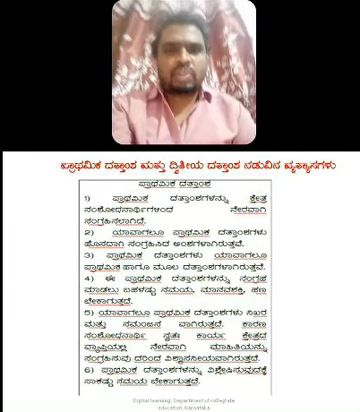 ಪ್ರಾಥಮಿಕ ದತ್ತಾಂಶ ಮತ್ತು ದ್ವಿತೀಯ ದತ್ತಾಂಶ ನಡುವಿನ ವ್ಯತ್ಯಾಸಗಳು
ಪ್ರಾಥಮಿಕ ದತ್ತಾಂಶ
1) ಪ್ರಾಥಮಿಕ ದತ್ತಾಂಶಗಳನ್ನು ಕ್ಷೇತ್ರ
ಸಂಶೋಧನಾರ್ಥಿಗಳಿಂದ ನೇರವಾಗಿ
ಸಂಗ್ರಹಿಸಲಾಗಿದೆ.
2) ಯಾವಾಗಲೂ ಪ್ರಾಥಮಿಕ ದತ್ತಾಂಶಗಳು
ಹೊಸದಾಗಿ ಸಂಗ್ರಹಿಸಿದ ಅಂಶಗಳಾಗಿರುತ್ತವೆ.
3) ಪ್ರಾಥಮಿಕ ದತ್ತಾಂಶಗಳು ಯಾವಾಗಲೂ
ಪ್ರಾಥಮಿಕ ಹಾಗೂ ಮೂಲ ದತ್ತಾಂಶಗಳಾಗಿರುತ್ತವೆ.
4) ಈ ಪ್ರಾಥಮಿಕ ದತ್ತಾಂಶಗಳನ್ನು ಸಂಗ್ರಹ
ಮಾಡಲು ಬಹಳಷ್ಟು ಸಮಯ, ಮಾನವಶಕ್ತಿ, ಹಣ
ಬೇಕಾಗುತ್ತದೆ.
5) ಯಾವಾಗಲೂ ಪ್ರಾಥಮಿಕ ದತ್ತಾಂಶಗಳು ನಿಖರ
ಮತ್ತು ಸಮಂಜಸ ವಾಗಿರುತ್ತದೆ. ಕಾರಣ
ಸಂಶೋಧನಾರ್ಥಿ ಸ್ವತಃ ಕಾರ್ಯ ಕ್ಷೇತ್ರದ
ವ್ಯಾಪ್ತಿಯಲ್ಲಿ ನೇರವಾಗಿ ಮಾಹಿತಿಯನ್ನು
ಸಂಗ್ರಹಿಸುವು ದರಿಂದ ವಿಶ್ವಾಸನೀಯವಾಗಿರುತ್ತದೆ.
6) ಪ್ರಾಥಮಿಕ ದತ್ತಾಂಶಗಳನ್ನು ವಿಶ್ಲೇಷಿಸುವುದಕ್ಕೆ
ಸಾಕಷ್ಟು ಸಮಯ ಬೇಕಾಗುತ್ತದೆ.
Digital learning, Department of collegiate
education, Karnataka